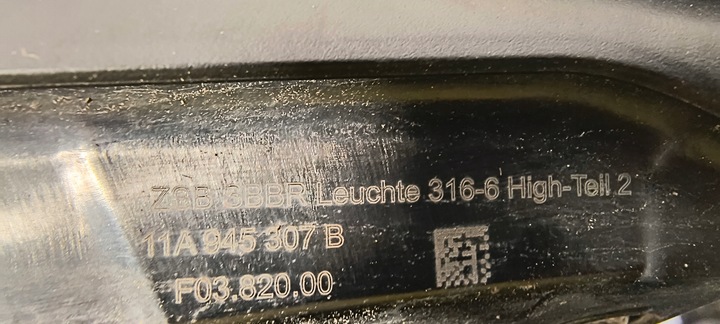 ZSB SBBR Leuchte 316-6 High-Teil 2
11A 945 307 B
F03.820.00